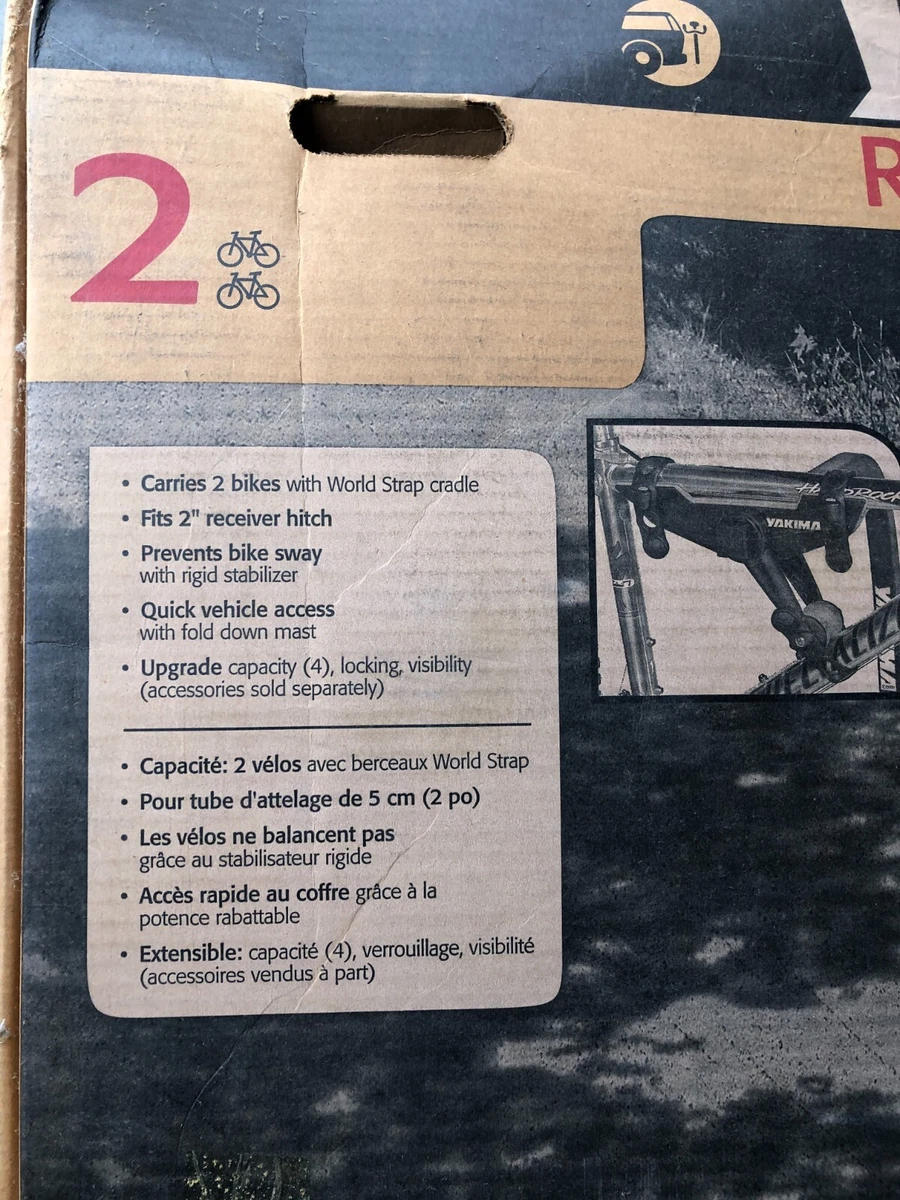 2
R
• Carries 2 bikes with World Strap cradle
• Fits 2" receiver hitch
• Prevents bike sway
with rigid stabilizer
• Quick vehicle access
with fold down mast
• Upgrade capacity (4), locking, visibility
(accessories sold separately)
• Capacité: 2 vélos avec berceaux World Strap
• Pour tube d'attelage de 5 cm (2 po)
• Les vélos ne balancent pas
grâce au stabilisateur rigide
• Accès rapide au coffre grâce à la
potence rabattable
• Extensible: capacité (4), verrouillage, visibilité
(accessoires vendus à part)
YAKIMA